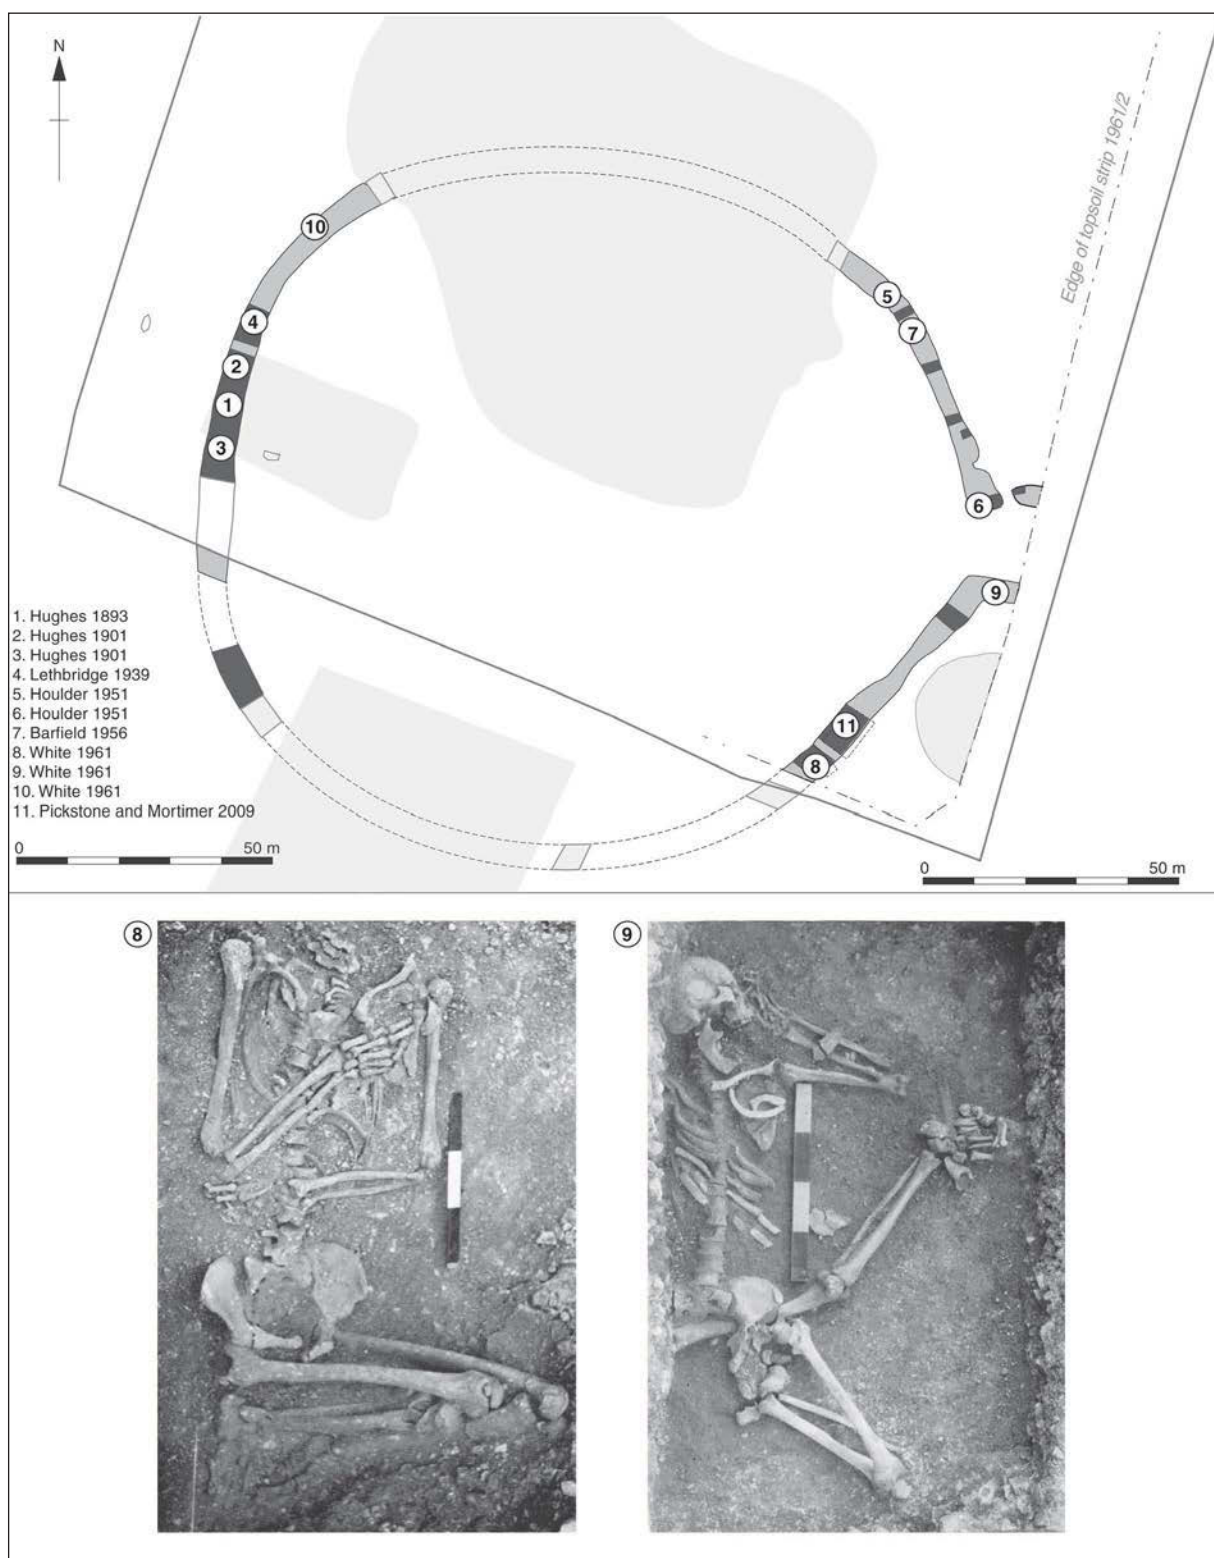 N
Edge of topsoil strip 1961/2
10
5
4
7
2
1
3
6
9
11
8
1. Hughes 1893
2. Hughes 1901
3. Hughes 1901
4. Lethbridge 1939
5. Houlder 1951
6. Houlder 1951
7. Barfield 1956
8. White 1961
9. White 1961
10. White 1961
11. Pickstone and Mortimer 2009
0 50 m
0 50 m
8
9